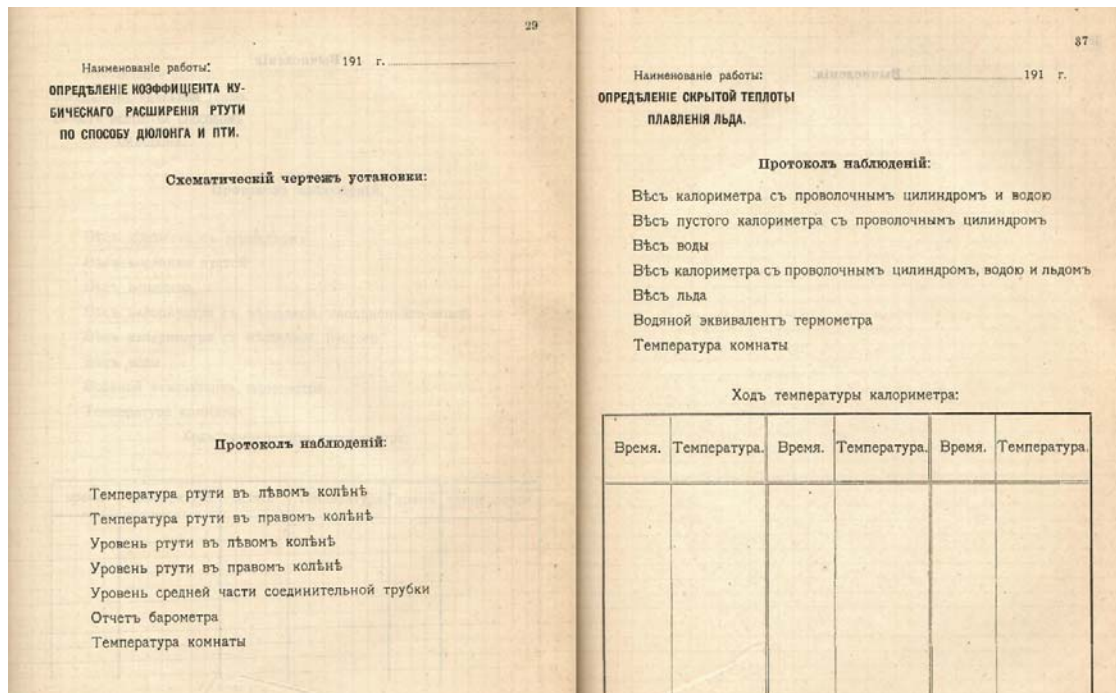 29
Наименованіе работы:
191 г.
ОПРЕДѢЛЕНІЕ КОЭФФИЦІЕНТА КУ-
БИЧЕСКАГО РАСШИРЕНІЯ РТУТИ
ПО СПОСОБУ ДЮЛОНГА И ПТИ.
Схематическій чертежъ установки:
Протоколъ наблюденій:
Температура ртути въ лѣвомъ колѣнѣ
Температура ртути въ правомъ колѣнѣ
Уровень ртути въ лѣвомъ колѣнѣ
Уровень ртути въ правомъ колѣнѣ
Уровень средней части соединительной трубки
Отчетъ барометра
Температура комнаты
37
Наименованіе работы:
191 г.
ОПРЕДѢЛЕНІЕ СКРЫТОЙ ТЕПЛОТЫ
ПЛАВЛЕНІЯ ЛЬДА.
Протоколъ наблюденій:
Вѣсъ калориметра съ проволочнымъ цилиндромъ и водою
Вѣсъ пустого калориметра съ проволочнымъ цилиндромъ
Вѣсъ воды
Вѣсъ калориметра съ проволочнымъ цилиндромъ, водою и льдомъ
Вѣсъ льда
Водяной эквивалентъ термометра
Температура комнаты
Ходъ температуры калориметра:
Время. Температура. Время. Температура. Время. Температура.